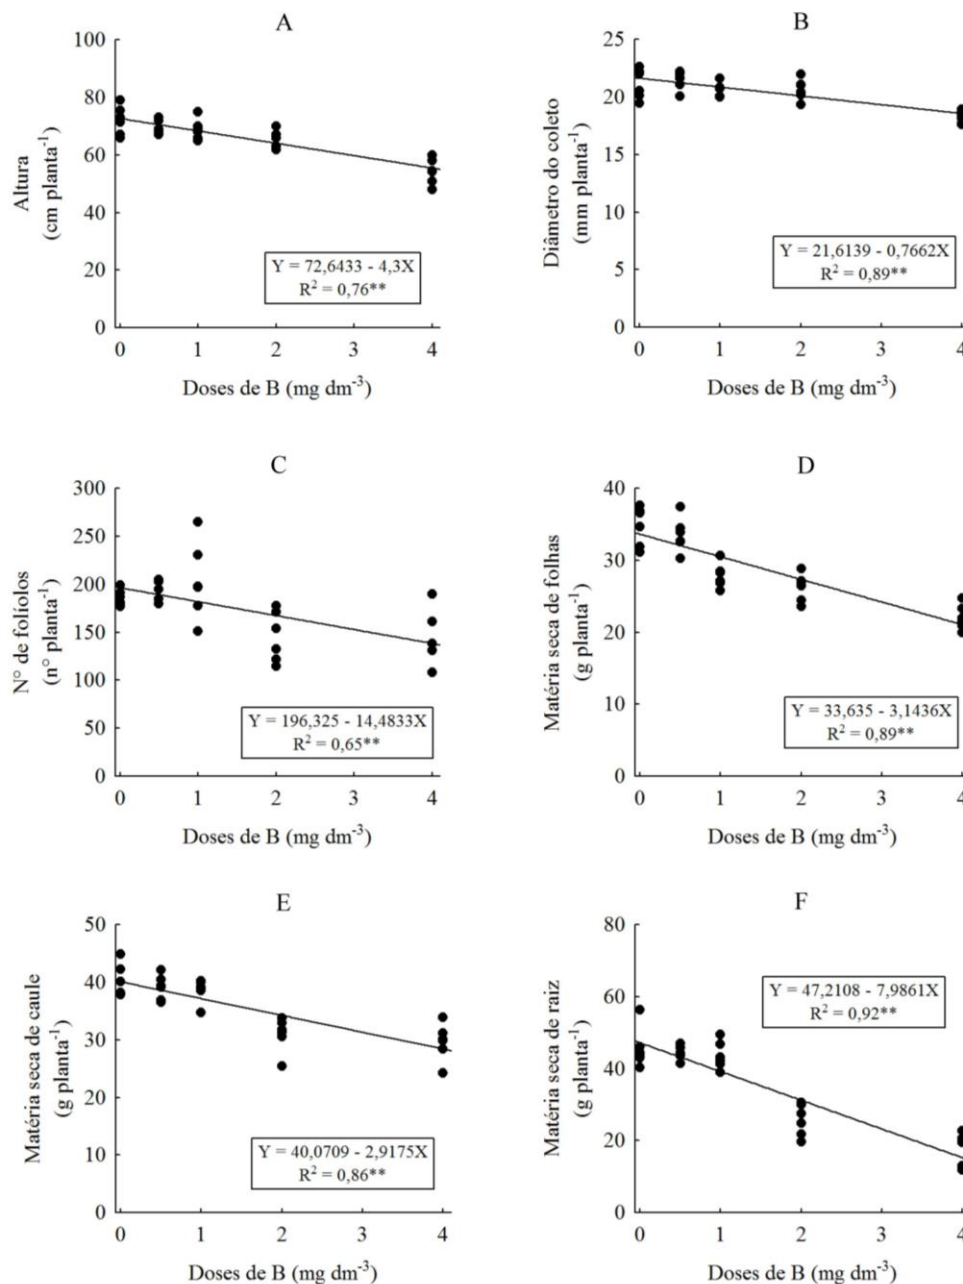 A
Altura
(cm planta⁻¹)
100
80
60
40
20
0
Y = 72,6433 - 4,3X
R² = 0,76**
0 1 2 3 4
Doses de B (mg dm⁻³)
B
Diâmetro do coleto
(mm planta⁻¹)
25
20
15
10
5
0
Y = 21,6139 - 0,7662X
R² = 0,89**
0 1 2 3 4
Doses de B (mg dm⁻³)
C
N° de folíolos
(n° planta⁻¹)
300
250
200
150
100
50
0
Y = 196,325 - 14,4833X
R² = 0,65**
0 1 2 3 4
Doses de B (mg dm⁻³)
D
Matéria seca de folhas
(g planta⁻¹)
40
30
20
10
0
Y = 33,635 - 3,1436X
R² = 0,89**
0 1 2 3 4
Doses de B (mg dm⁻³)
E
Matéria seca de caule
(g planta⁻¹)
50
40
30
20
10
0
Y = 40,0709 - 2,9175X
R² = 0,86**
0 1 2 3 4
Doses de B (mg dm⁻³)
F
Matéria seca de raiz
(g planta⁻¹)
80
60
40
20
0
Y = 47,2108 - 7,9861X
R² = 0,92**
0 1 2 3 4
Doses de B (mg dm⁻³)